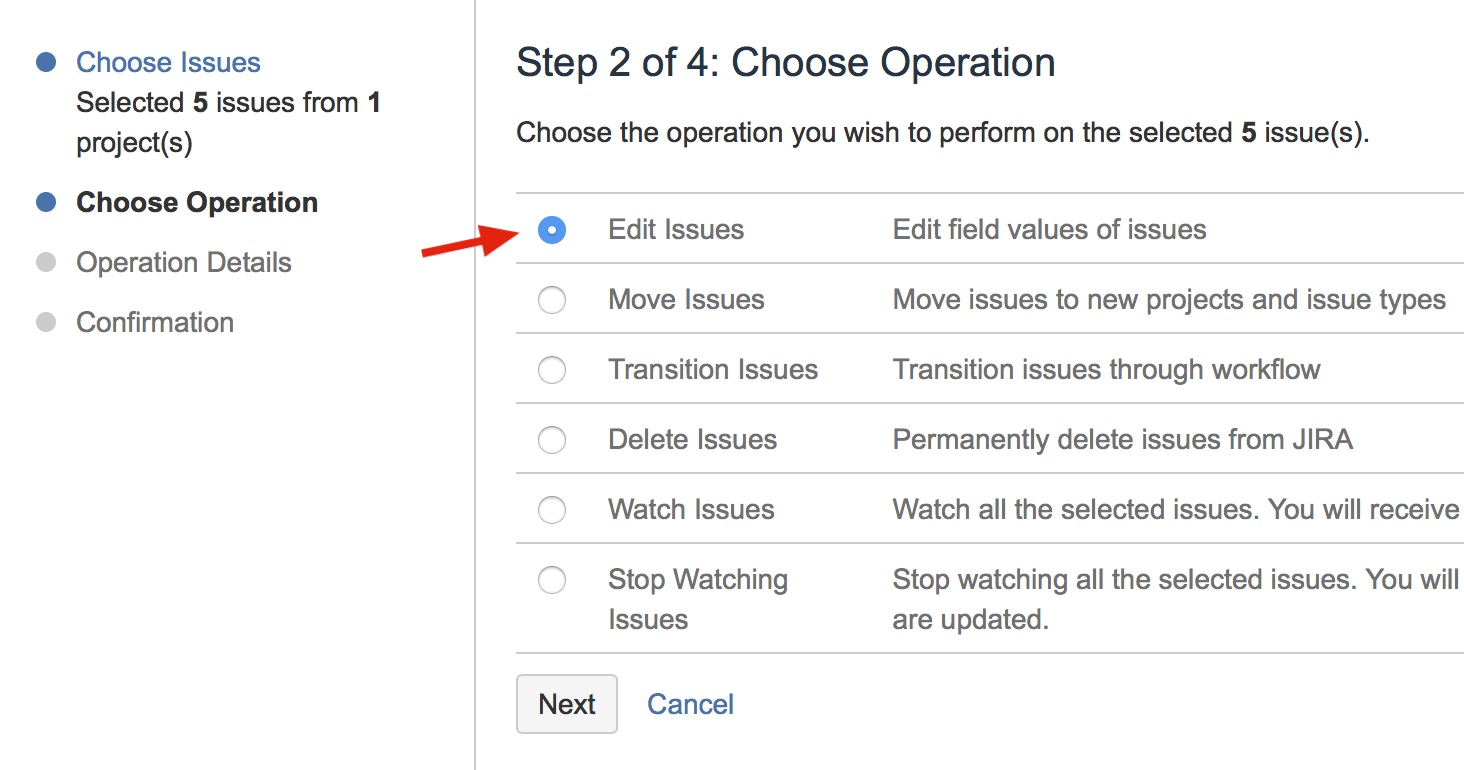 Choose Issues
Selected 5 issues from 1
project(s)
Choose Operation
Operation Details
Confirmation
Step 2 of 4: Choose Operation
Choose the operation you wish to perform on the selected 5 issue(s).
Edit Issues Edit field values of issues
Move Issues Move issues to new projects and issue types
Transition Issues Transition issues through workflow
Delete Issues Permanently delete issues from JIRA
Watch Issues Watch all the selected issues. You will receive
Stop Watching Stop watching all the selected issues. You will
Issues are updated.
Next Cancel